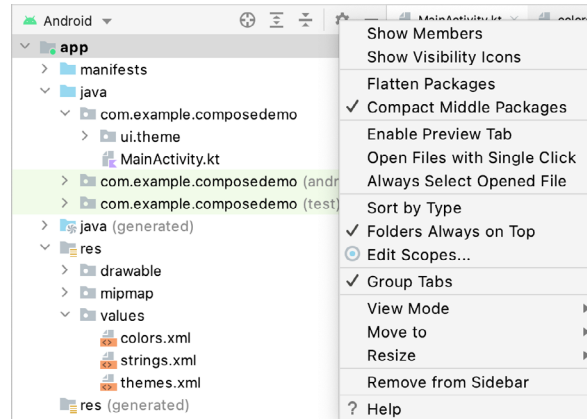 Android
MainActivity.kt
app
manifests
java
com.example.composedemo
ui.theme
MainActivity.kt
com.example.composedemo (andr
com.example.composedemo (test)
java (generated)
res
drawable
mipmap
values
colors.xml
strings.xml
themes.xml
res (generated)
Show Members
Show Visibility Icons
Flatten Packages
Compact Middle Packages
Enable Preview Tab
Open Files with Single Click
Always Select Opened File
Sort by Type
Folders Always on Top
Edit Scopes...
Group Tabs
View Mode
Move to
Resize
Remove from Sidebar
? Help